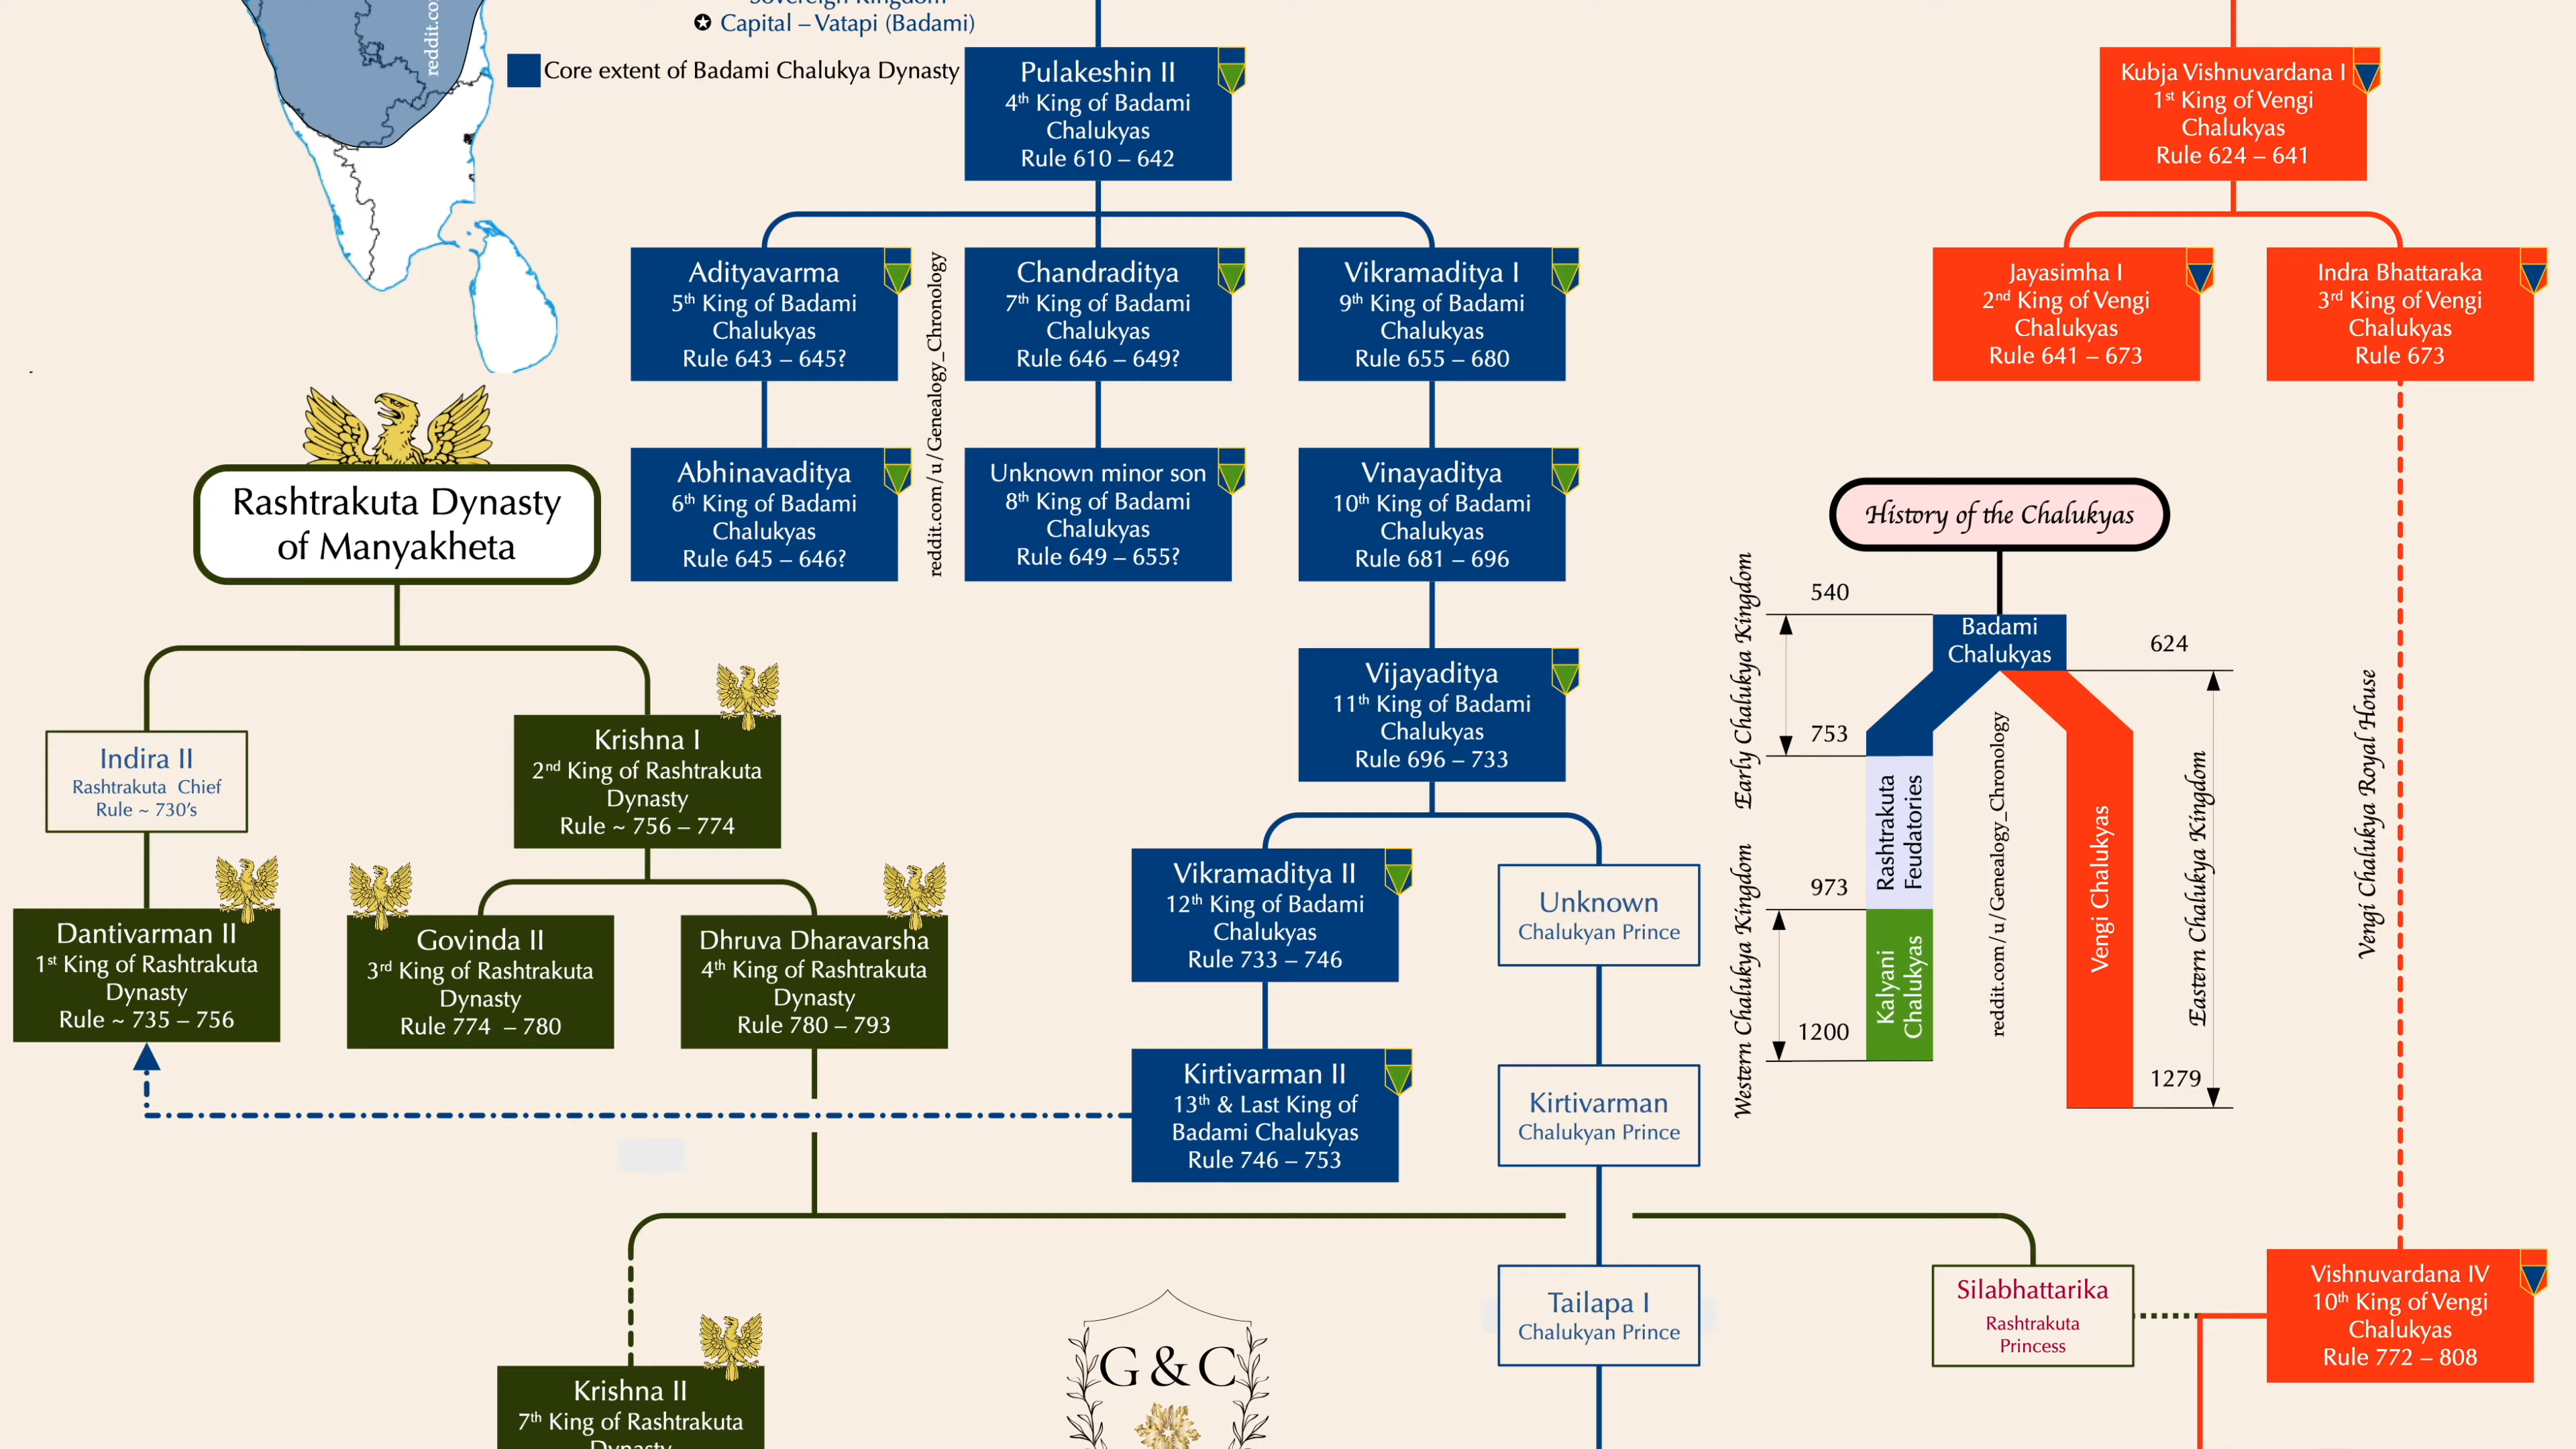 Sovereign Kingdom
Capital – Vatapi (Badami)
Core extent of Badami Chalukya Dynasty
reddit.co
Pulakeshin II
4th King of Badami
Chalukyas
Rule 610 – 642
Kubja Vishnuvardana I
1st King of Vengi
Chalukyas
Rule 624 – 641
Adityavarma
5th King of Badami
Chalukyas
Rule 643 – 645?
reddit.com/u/Genealogy_Chronology
Chandraditya
7th King of Badami
Chalukyas
Rule 646 – 649?
Vikramaditya I
9th King of Badami
Chalukyas
Rule 655 – 680
Jayasimha I
2nd King of Vengi
Chalukyas
Rule 641 – 673
Indra Bhattaraka
3rd King of Vengi
Chalukyas
Rule 673
Abhinavaditya
6th King of Badami
Chalukyas
Rule 645 – 646?
Unknown minor son
8th King of Badami
Chalukyas
Rule 649 – 655?
Vinayaditya
10th King of Badami
Chalukyas
Rule 681 – 696
Rashtrakuta Dynasty
of Manyakheta
History of the Chalukyas
Early Chalukya Kingdom
540
753
Badami
Chalukyas
624
Rashtrakuta
Feudatories
973
Western Chalukya Kingdom
Kalyani
Chalukyas
1200
reddit.com/u/Genealogy_Chronology
Vengi Chalukyas
Eastern Chalukya Kingdom
1279
Vengi Chalukya Royal House
Vijayaditya
11th King of Badami
Chalukyas
Rule 696 – 733
Indira II
Rashtrakuta Chief
Rule ~ 730's
Krishna I
2nd King of Rashtrakuta
Dynasty
Rule ~ 756 – 774
Dantivarman II
1st King of Rashtrakuta
Dynasty
Rule ~ 735 – 756
Govinda II
3rd King of Rashtrakuta
Dynasty
Rule 774 – 780
Dhruva Dharavarsha
4th King of Rashtrakuta
Dynasty
Rule 780 – 793
Vikramaditya II
12th King of Badami
Chalukyas
Rule 733 – 746
Unknown
Chalukyan Prince
Kirtivarman II
13th & Last King of
Badami Chalukyas
Rule 746 – 753
Kirtivarman
Chalukyan Prince
Tailapa I
Chalukyan Prince
Silabhattarika
Rashtrakuta
Princess
Vishnuvardana IV
10th King of Vengi
Chalukyas
Rule 772 – 808
G & C
Krishna II
7th King of Rashtrakuta
Dynasty